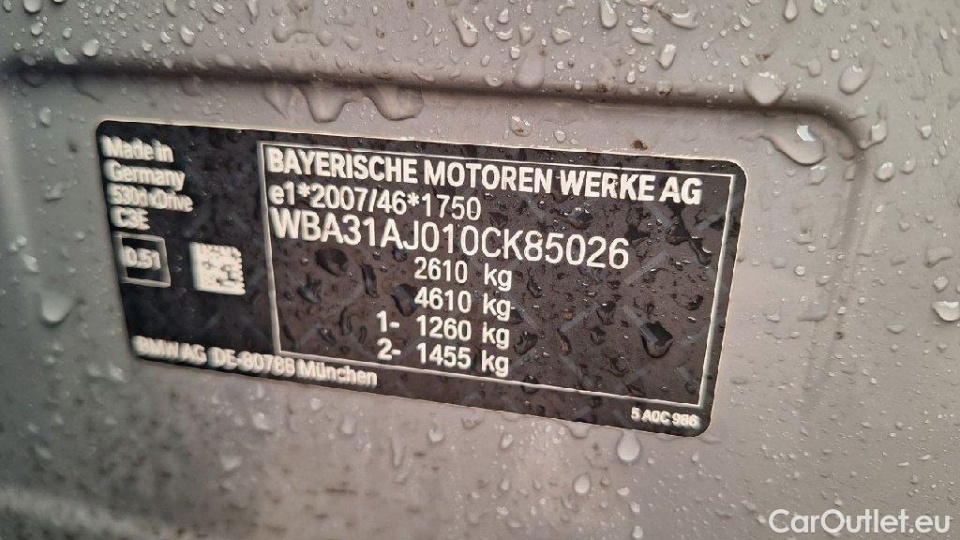 Made in
Germany
530d xDrive
C3E
0.51
BAYERISCHE MOTOREN WERKE AG
e1*2007/46*1750
WBA31AJ010CK85026
2610 kg
4610 kg
1- 1260 kg
2- 1455 kg
BMW AG DE-80788 München
5 A0C 986
CarOutlet.eu